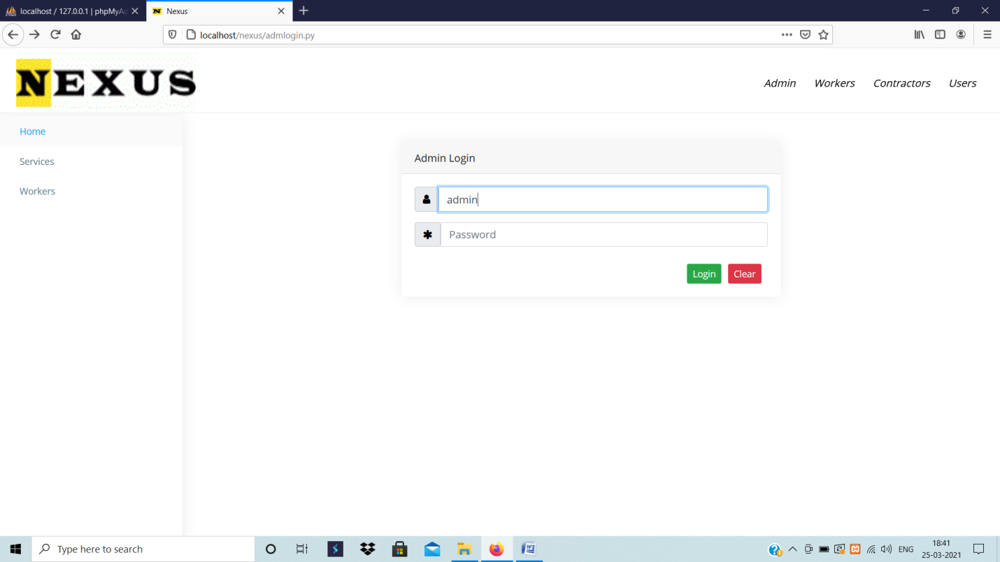 localhost / 127.0.0.1 | phpMyAd
Nexus
localhost/nexus/admlogin.py
NEXUS
Admin Workers Contractors Users
Home
Services
Workers
Admin Login
admin
Password
Login Clear
Type here to search
ENG
18:41
25-03-2021